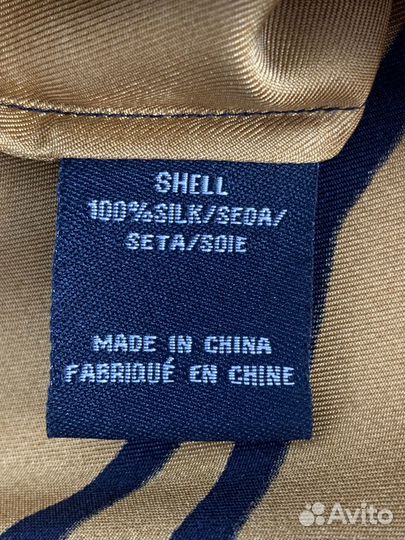 SHELL
100%SILK/SEDA/
SETA/SOIE
MADE IN CHINA
FABRIQUÉ EN CHINE
Avito